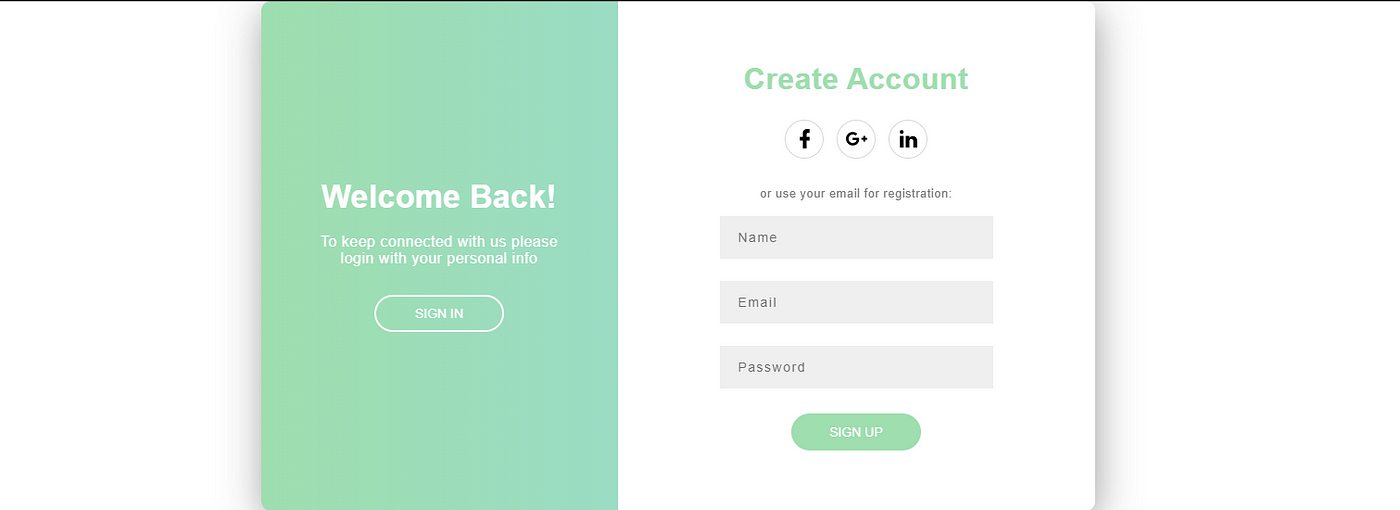 Welcome Back!
To keep connected with us please
login with your personal info
SIGN IN
Create Account
f
G+
in
or use your email for registration:
Name
Email
Password
SIGN UP